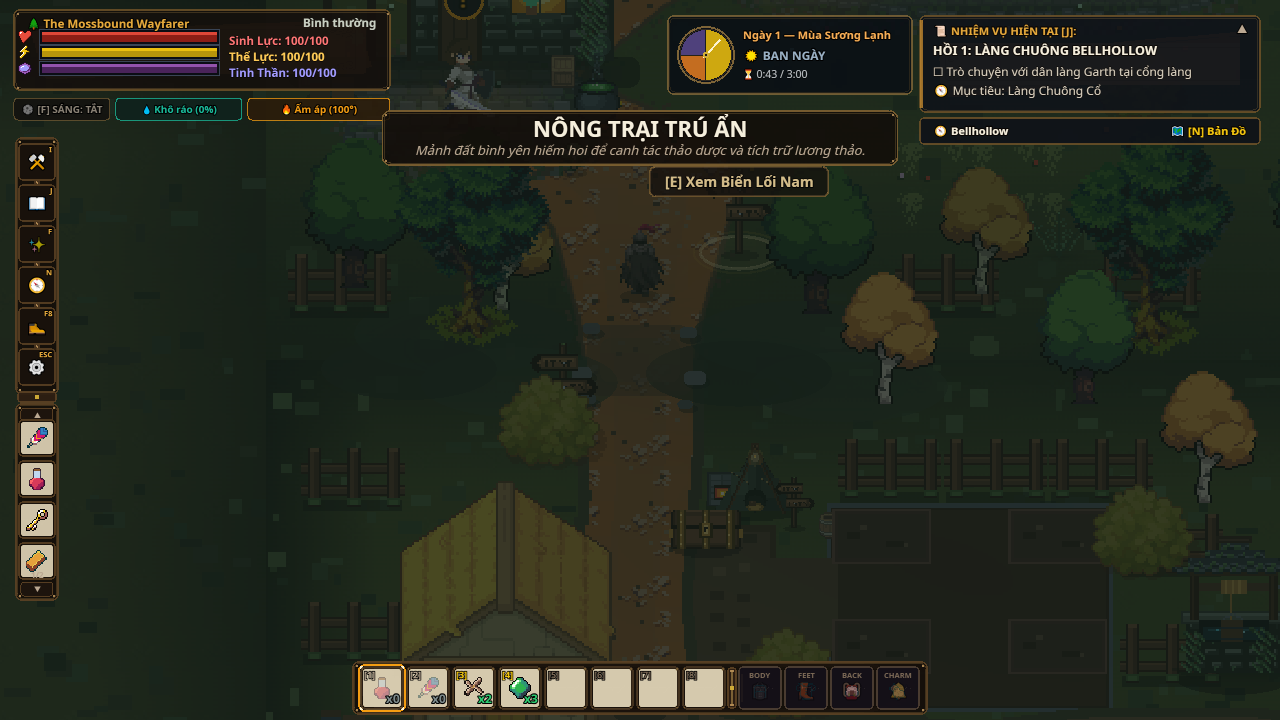 The Mossbound Wayfarer
Bình thường
Sinh Lực: 100/100
Thể Lực: 100/100
Tinh Thần: 100/100
[F] SÁNG: TẮT
Khô ráo (0%)
Ấm áp (100°)
Ngày 1 — Mùa Sương Lạnh
BAN NGÀY
0:43 / 3:00
NHIỆM VỤ HIỆN TẠI [J]:
HỒI 1: LÀNG CHUÔNG BELLHOLLOW
☐ Trò chuyện với dân làng Garth tại cổng làng
Mục tiêu: Làng Chuông Cổ
Bellhollow
[N] Bản Đồ
NÔNG TRẠI TRÚ ẨN
Mảnh đất bình yên hiếm hoi để canh tác thảo dược và tích trữ lương thảo.
[E] Xem Biển Lối Nam
I
J
F
N
F8
ESC
[1]
x0
[2]
x0
[3]
x2
[4]
x3
[5]
[6]
[7]
[8]
BODY
FEET
BACK
CHARM